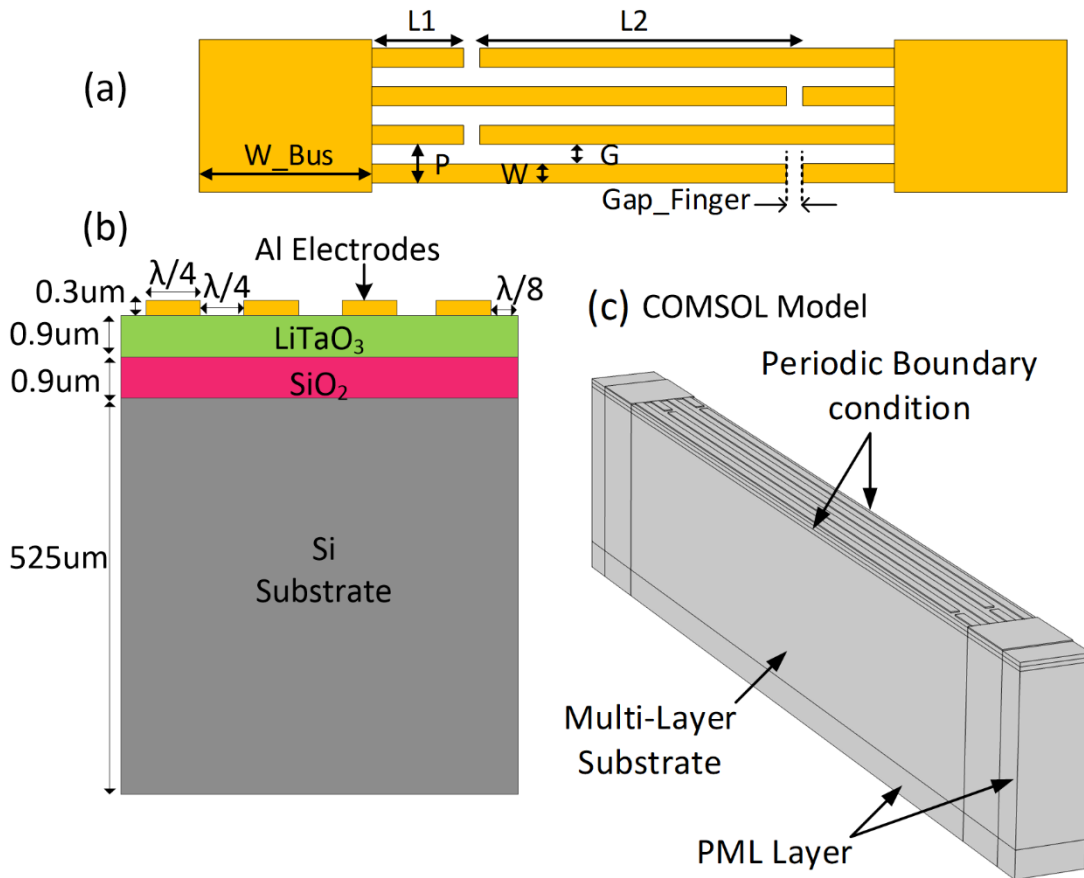 (a)
L1
L2
W_Bus
P
W
G
Gap_Finger
(b)
Al Electrodes
λ/4
λ/4
λ/8
0.3um
0.9um
LiTaO₃
0.9um
SiO₂
525um
Si
Substrate
(c) COMSOL Model
Periodic Boundary
condition
Multi-Layer
Substrate
PML Layer